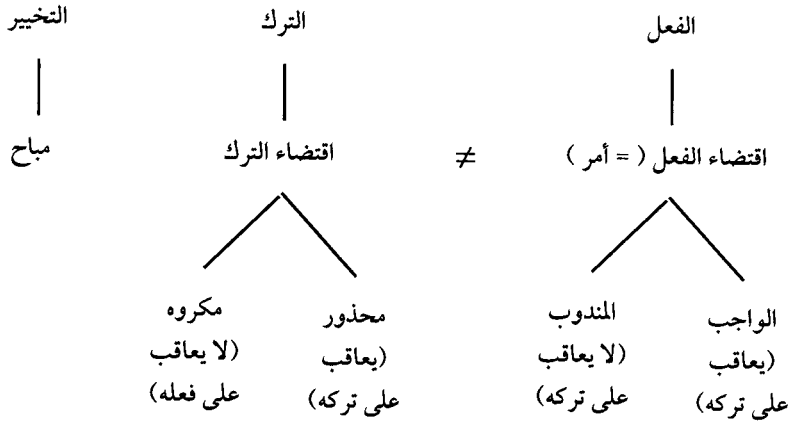 الفعل الترك التخيير
اقتضاء الفعل ( = أمر ) ≠ اقتضاء الترك مباح
الواجب المندوب محذور مكروه
(يعاقب (لا يعاقب (يعاقب (لا يعاقب
على تركه) على تركه) على تركه) على فعله)